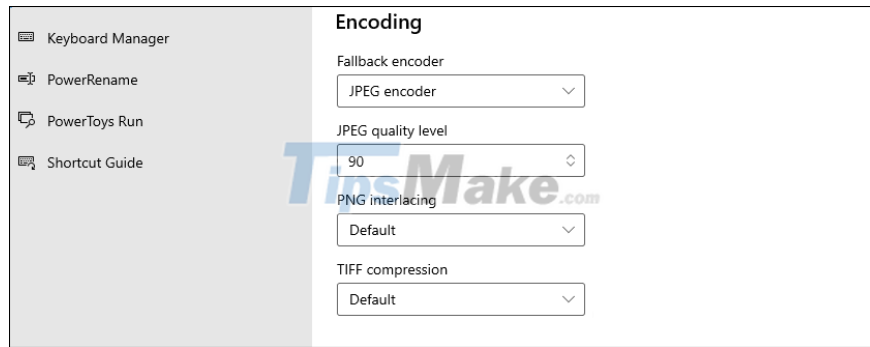 Keyboard Manager
PowerRename
PowerToys Run
Shortcut Guide
Encoding
Fallback encoder
JPEG encoder
JPEG quality level
90
TipsMake.com
PNG interlacing
Default
TIFF compression
Default